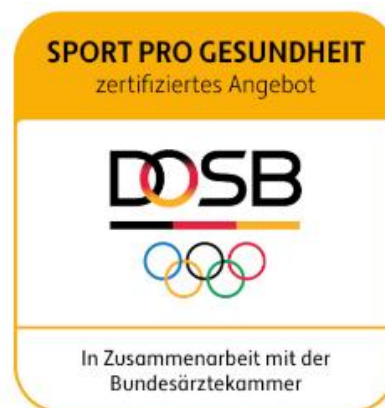 SPORT PRO GESUNDHEIT
zertifiziertes Angebot
DOSB
In Zusammenarbeit mit der
Bundesärztekammer